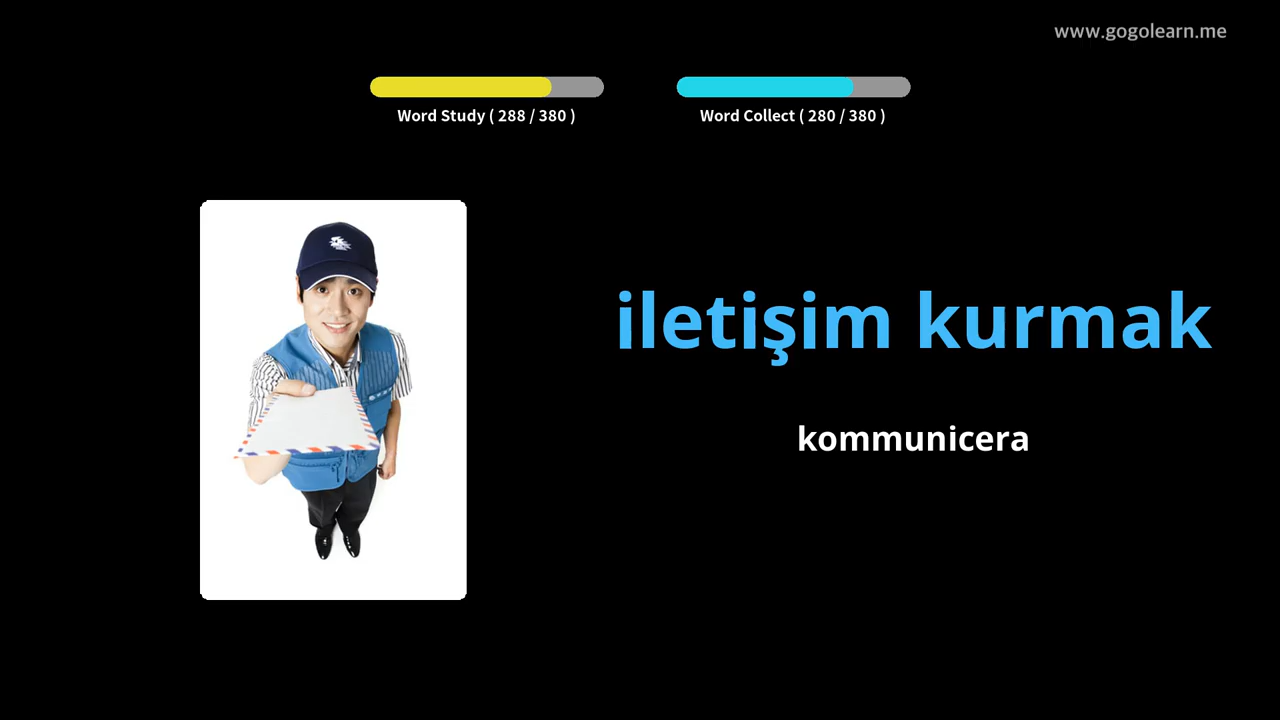 www.gogolearn.me
Word Study ( 288 / 380 )
Word Collect ( 280 / 380 )
iletişim kurmak
kommunicera